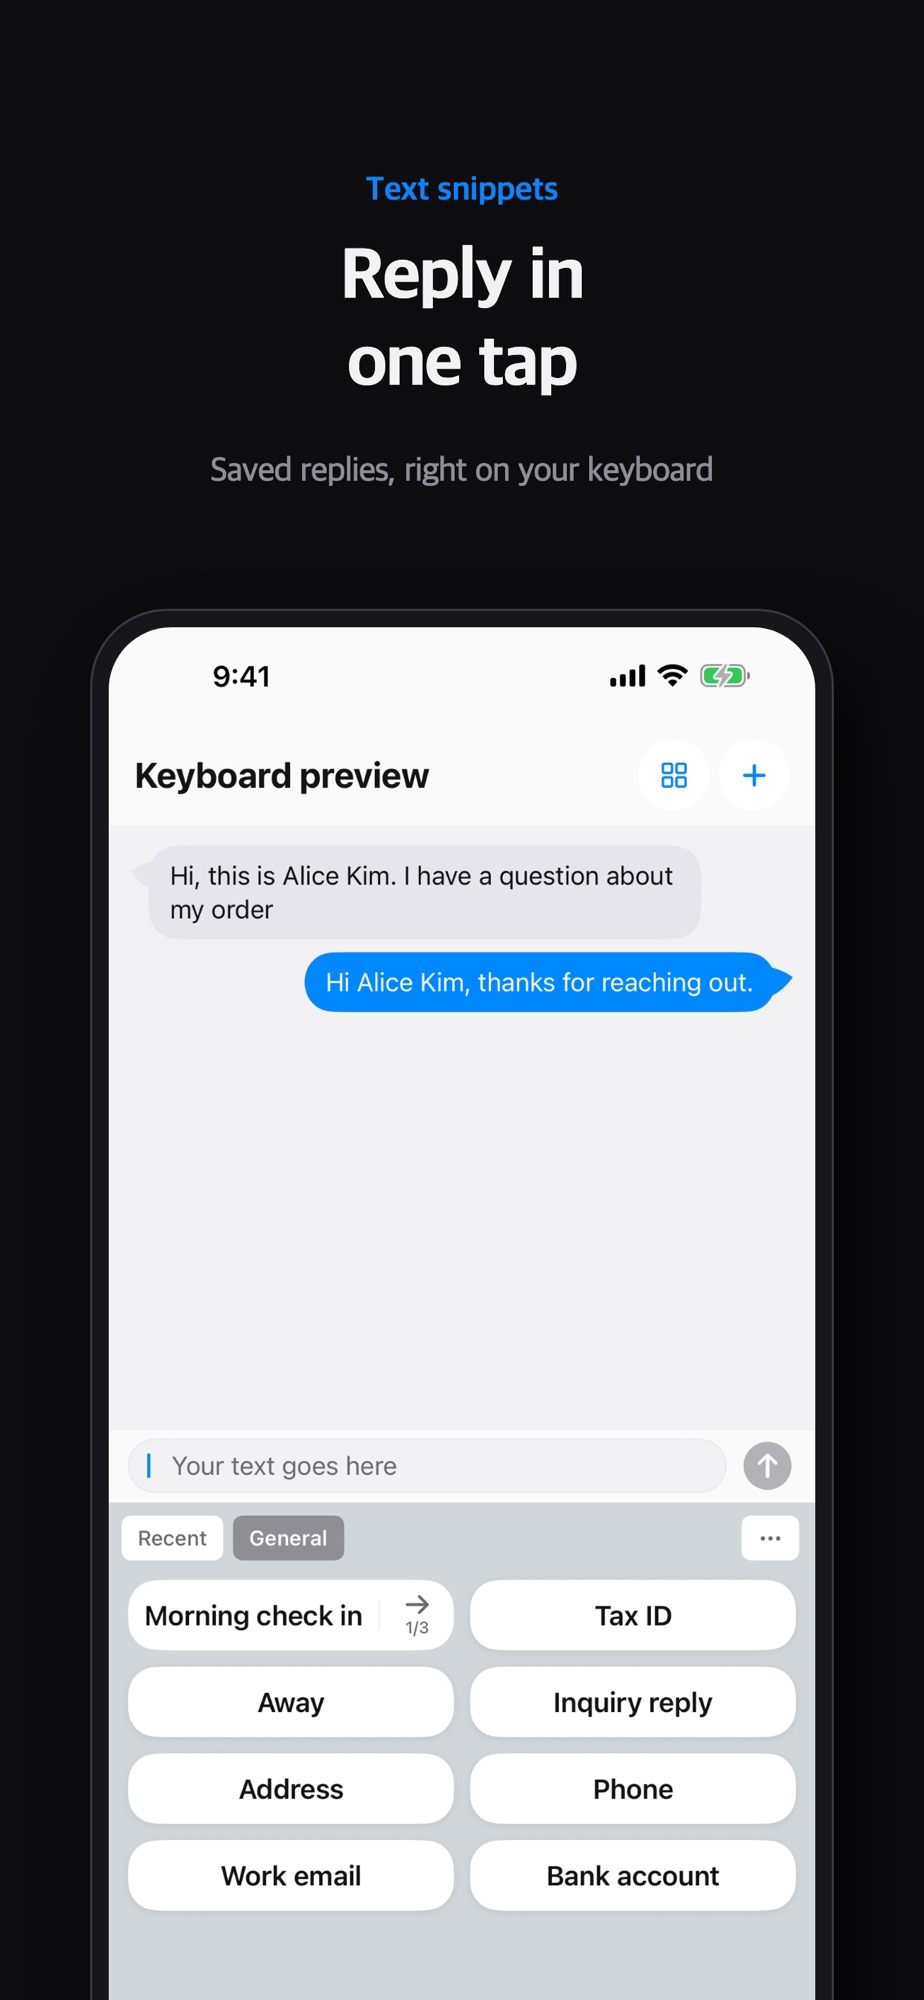 Text snippets
Reply in
one tap
Saved replies, right on your keyboard
9:41
Keyboard preview
Hi, this is Alice Kim. I have a question about
my order
Hi Alice Kim, thanks for reaching out.
Your text goes here
Recent
General
Morning check in
1/3
Tax ID
Away
Inquiry reply
Address
Phone
Work email
Bank account